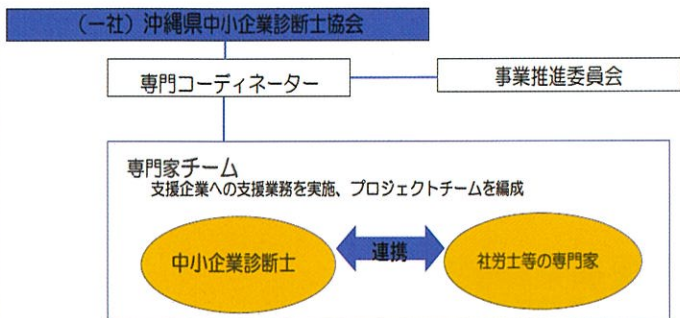 （一社）沖縄県中小企業診断士協会
専門コーディネーター
事業推進委員会
専門家チーム
支援企業への支援業務を実施、プロジェクトチームを編成
中小企業診断士
連携
社労士等の専門家